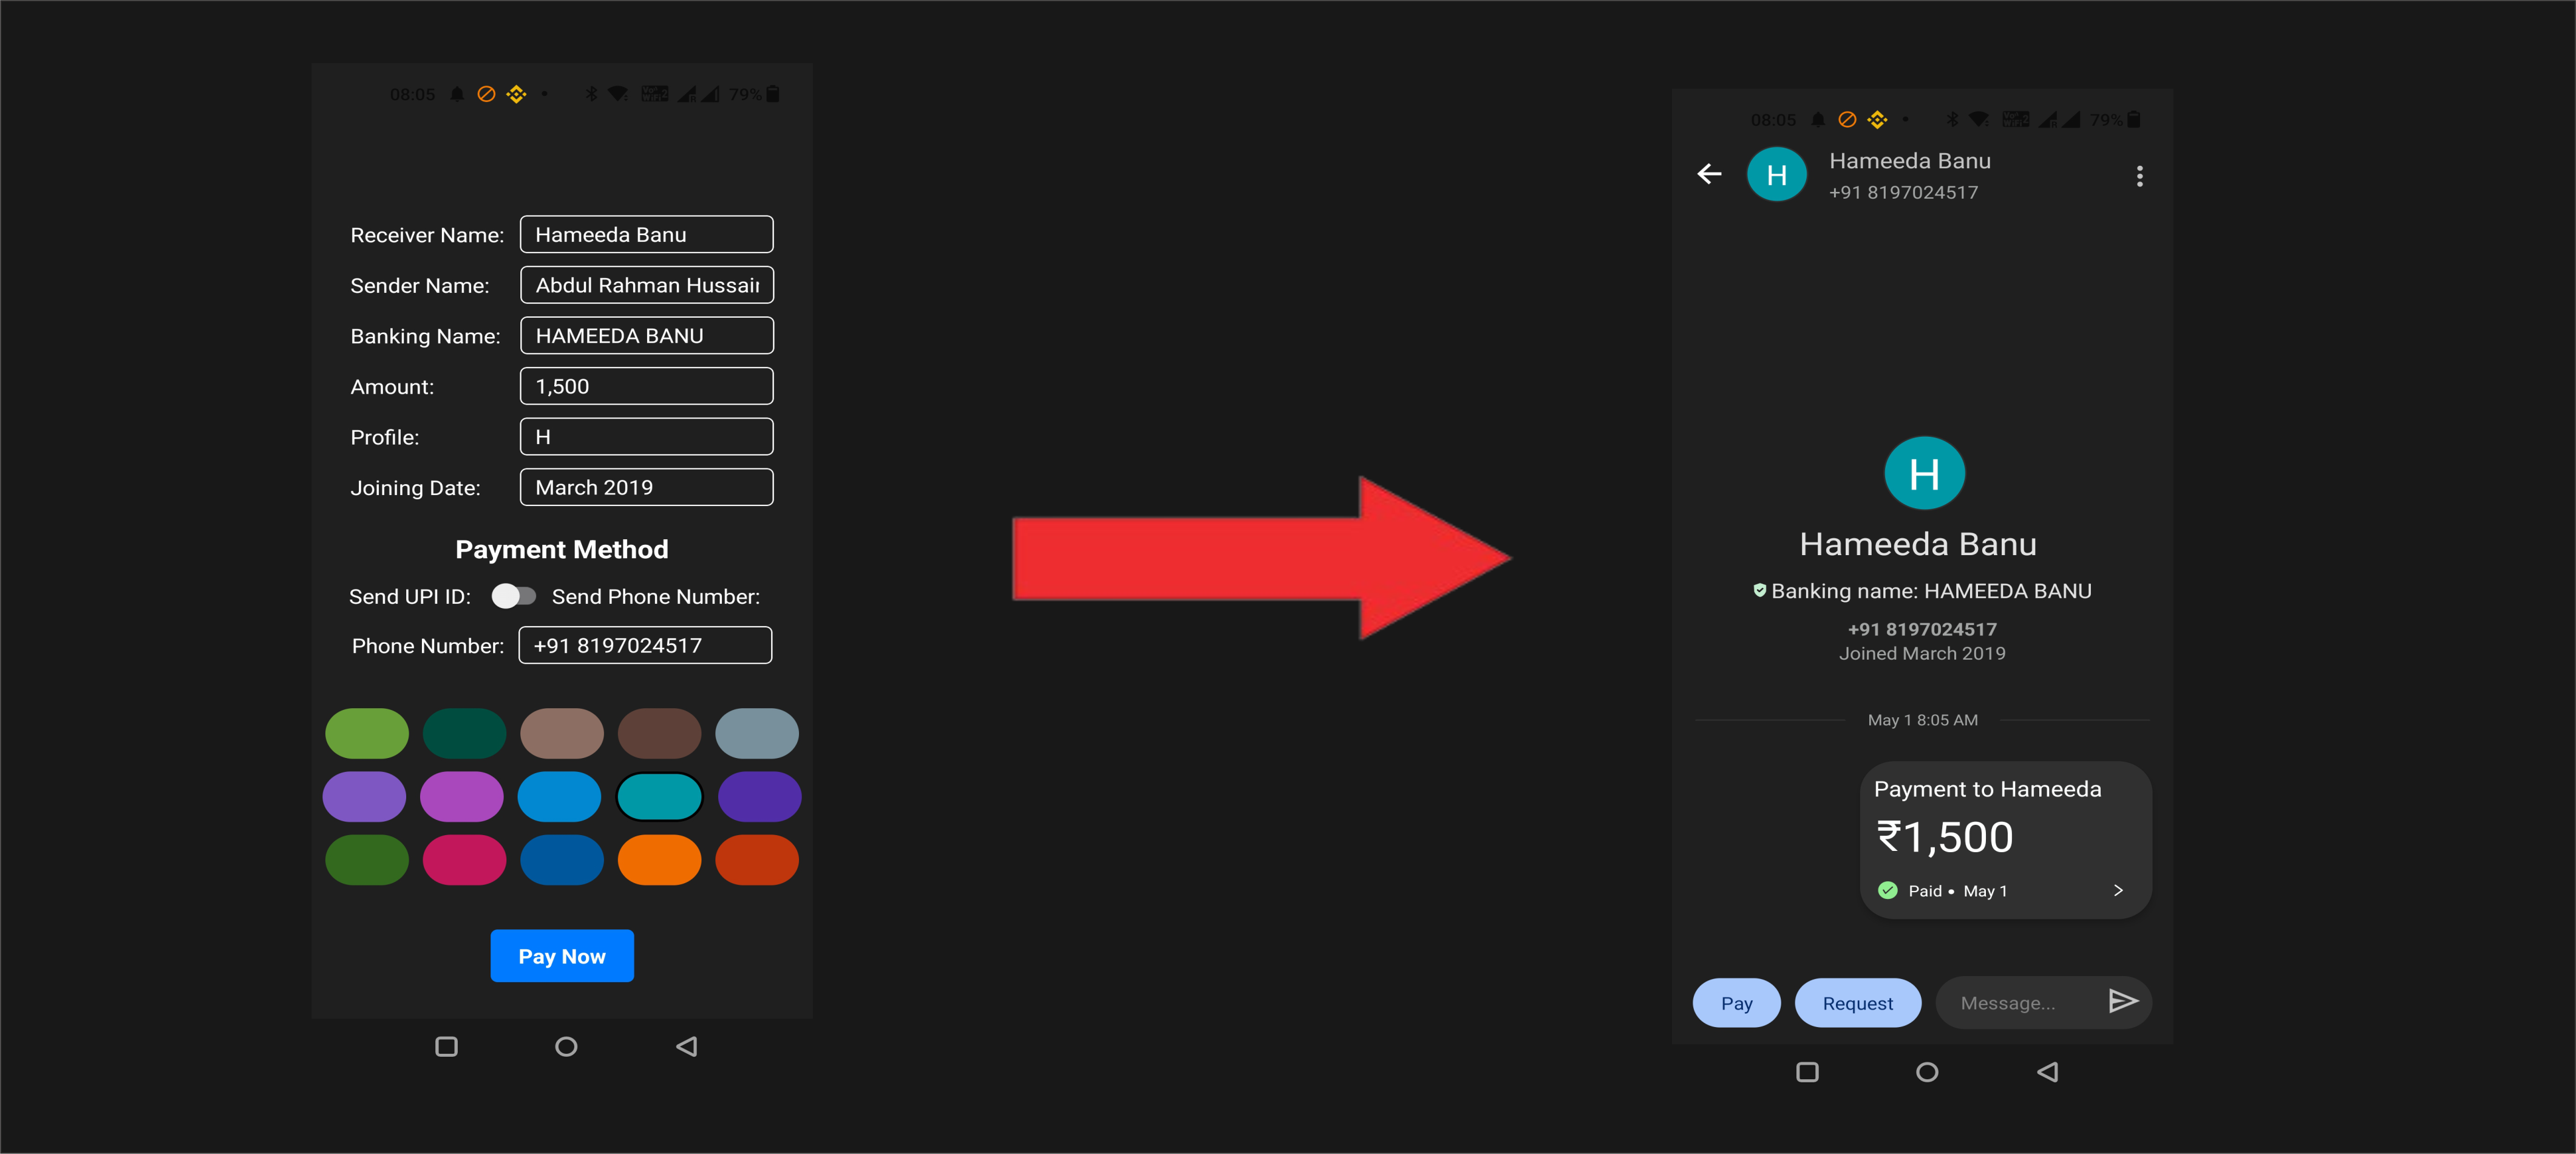 08:05
79%
Receiver Name: Hameeda Banu
Sender Name: Abdul Rahman Hussain
Banking Name: HAMEEDA BANU
Amount: 1,500
Profile: H
Joining Date: March 2019
Payment Method
Send UPI ID: Send Phone Number:
Phone Number: +91 8197024517
Pay Now
08:05
79%
H
Hameeda Banu
+91 8197024517
H
Hameeda Banu
Banking name: HAMEEDA BANU
+91 8197024517
Joined March 2019
May 1 8:05 AM
Payment to Hameeda
₹1,500
Paid • May 1
Pay
Request
Message...